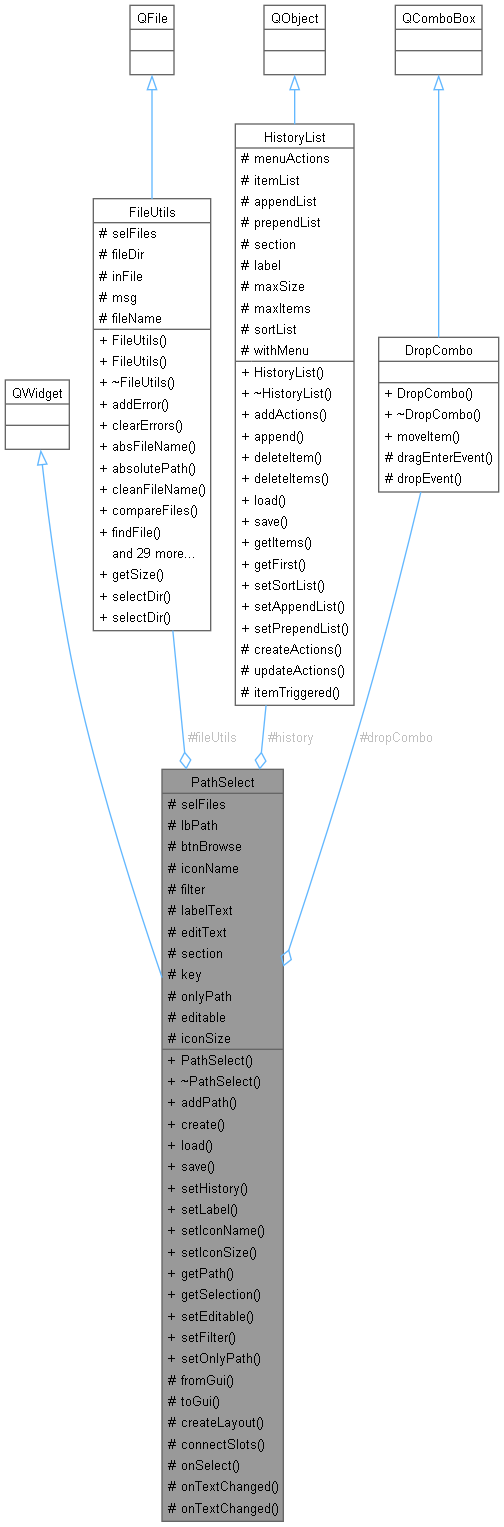 QFile
QObject
QComboBox
HistoryList
# menuActions
# itemList
# appendList
# prependList
# section
# label
# maxSize
# maxItems
# sortList
# withMenu
+ HistoryList()
+ ~HistoryList()
+ addActions()
+ append()
+ deleteItem()
+ deleteItems()
+ load()
+ save()
+ getItems()
+ getFirst()
+ setSortList()
+ setAppendList()
+ setPrependList()
# createActions()
# updateActions()
# itemTriggered()
FileUtils
# selFiles
# fileDir
# inFile
# msg
# fileName
+ FileUtils()
+ FileUtils()
+ ~FileUtils()
+ addError()
+ clearErrors()
+ absFileName()
+ absolutePath()
+ cleanFileName()
+ compareFiles()
+ findFile()
and 29 more...
+ getSize()
+ selectDir()
+ selectDir()
DropCombo
+ DropCombo()
+ ~DropCombo()
+ moveItem()
# dragEnterEvent()
# dropEvent()
QWidget
#fileUtils
#history
#dropCombo
PathSelect
# selFiles
# lbPath
# btnBrowse
# iconName
# filter
# labelText
# editText
# section
# key
# onlyPath
# editable
# iconSize
+ PathSelect()
+ ~PathSelect()
+ addPath()
+ create()
+ load()
+ save()
+ setHistory()
+ setLabel()
+ setIconName()
+ setIconSize()
+ getPath()
+ getSelection()
+ setEditable()
+ setFilter()
+ setOnlyPath()
# fromGui()
# toGui()
# createLayout()
# connectSlots()
# onSelect()
# onTextChanged()
# onTextChanged()